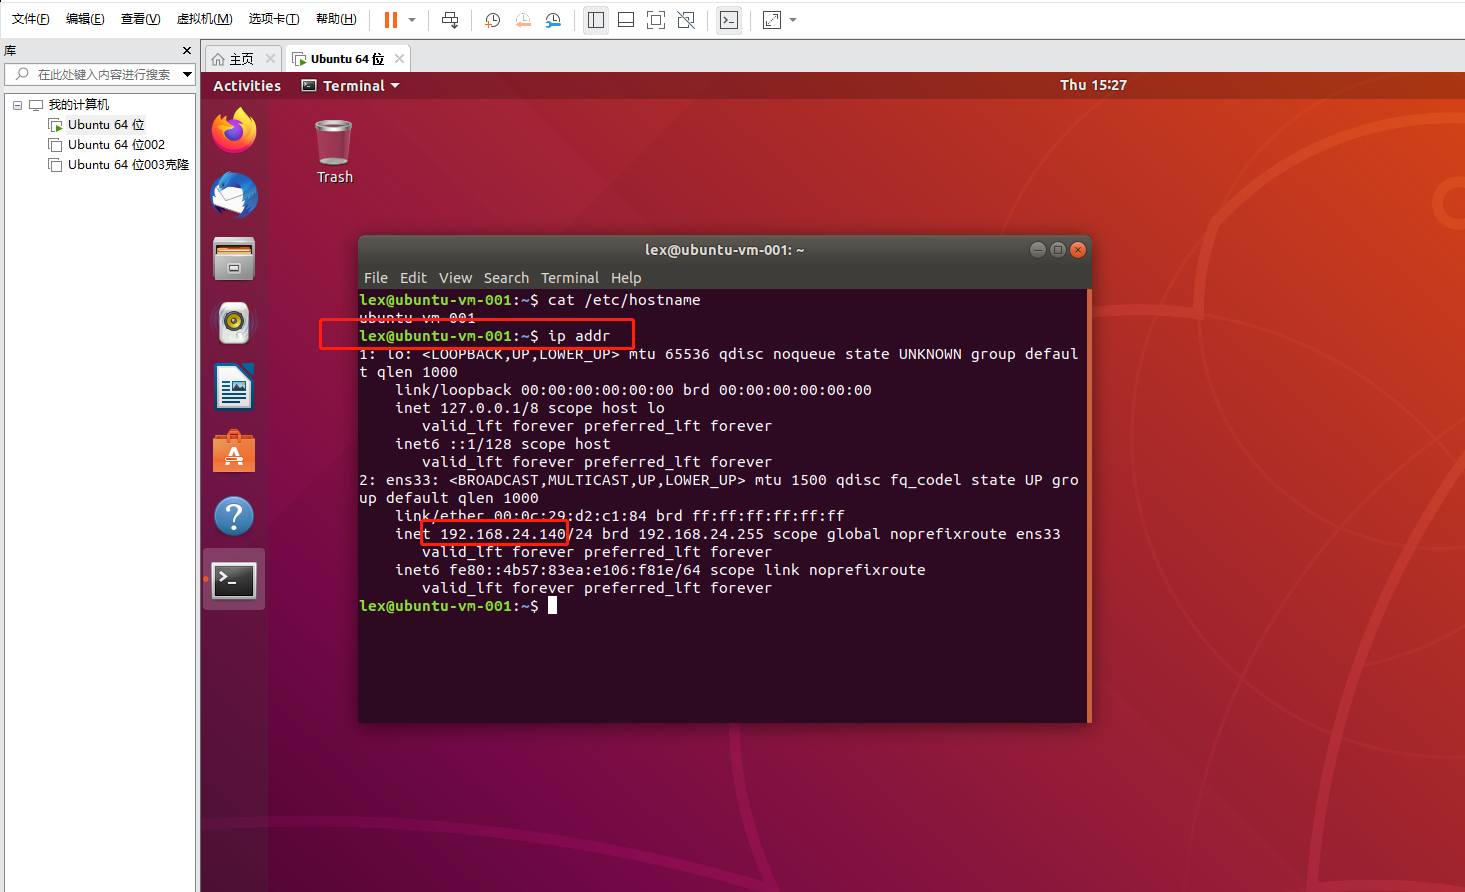 文件(F) 编辑(E) 查看(V) 虚拟机(M) 选项卡(T) 帮助(H)
库
在此处键入内容进行搜索
我的计算机
Ubuntu 64 位
Ubuntu 64 位002
Ubuntu 64 位003克隆
主页 Ubuntu 64 位
Activities Terminal Thu 15:27
Trash
lex@ubuntu-vm-001: ~
File Edit View Search Terminal Help
lex@ubuntu-vm-001:~$ cat /etc/hostname
ubuntu-vm-001
lex@ubuntu-vm-001:~$ ip addr
1: lo: <LOOPBACK,UP,LOWER_UP> mtu 65536 qdisc noqueue state UNKNOWN group defaul
t qlen 1000
link/loopback 00:00:00:00:00:00 brd 00:00:00:00:00:00
inet 127.0.0.1/8 scope host lo
valid_lft forever preferred_lft forever
inet6 ::1/128 scope host
valid_lft forever preferred_lft forever
2: ens33: <BROADCAST,MULTICAST,UP,LOWER_UP> mtu 1500 qdisc fq_codel state UP gro
up default qlen 1000
link/ether 00:0c:29:d2:c1:84 brd ff:ff:ff:ff:ff:ff
inet 192.168.24.140/24 brd 192.168.24.255 scope global noprefixroute ens33
valid_lft forever preferred_lft forever
inet6 fe80::4b57:83ea:e106:f81e/64 scope link noprefixroute
valid_lft forever preferred_lft forever
lex@ubuntu-vm-001:~$